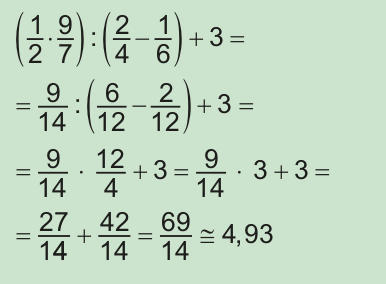 (1/2 · 9/7) : (2/4 − 1/6) + 3 =
= 9/14 : (6/12 − 2/12) + 3 =
= 9/14 · 12/4 + 3 = 9/14 · 3 + 3 =
= 27/14 + 42/14 = 69/14 ≅ 4,93